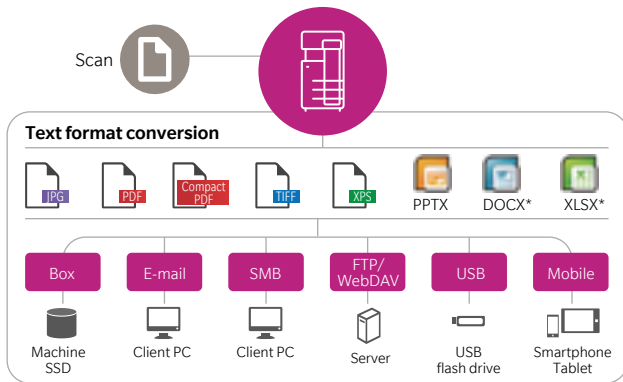 Scan
Text format conversion
JPG
PDF
Compact
PDF
TIFF
XPS
PPTX
DOCX*
XLSX*
Box
E-mail
SMB
FTP/
WebDAV
USB
Mobile
Machine
SSD
Client PC
Client PC
Server
USB
flash drive
Smartphone
Tablet